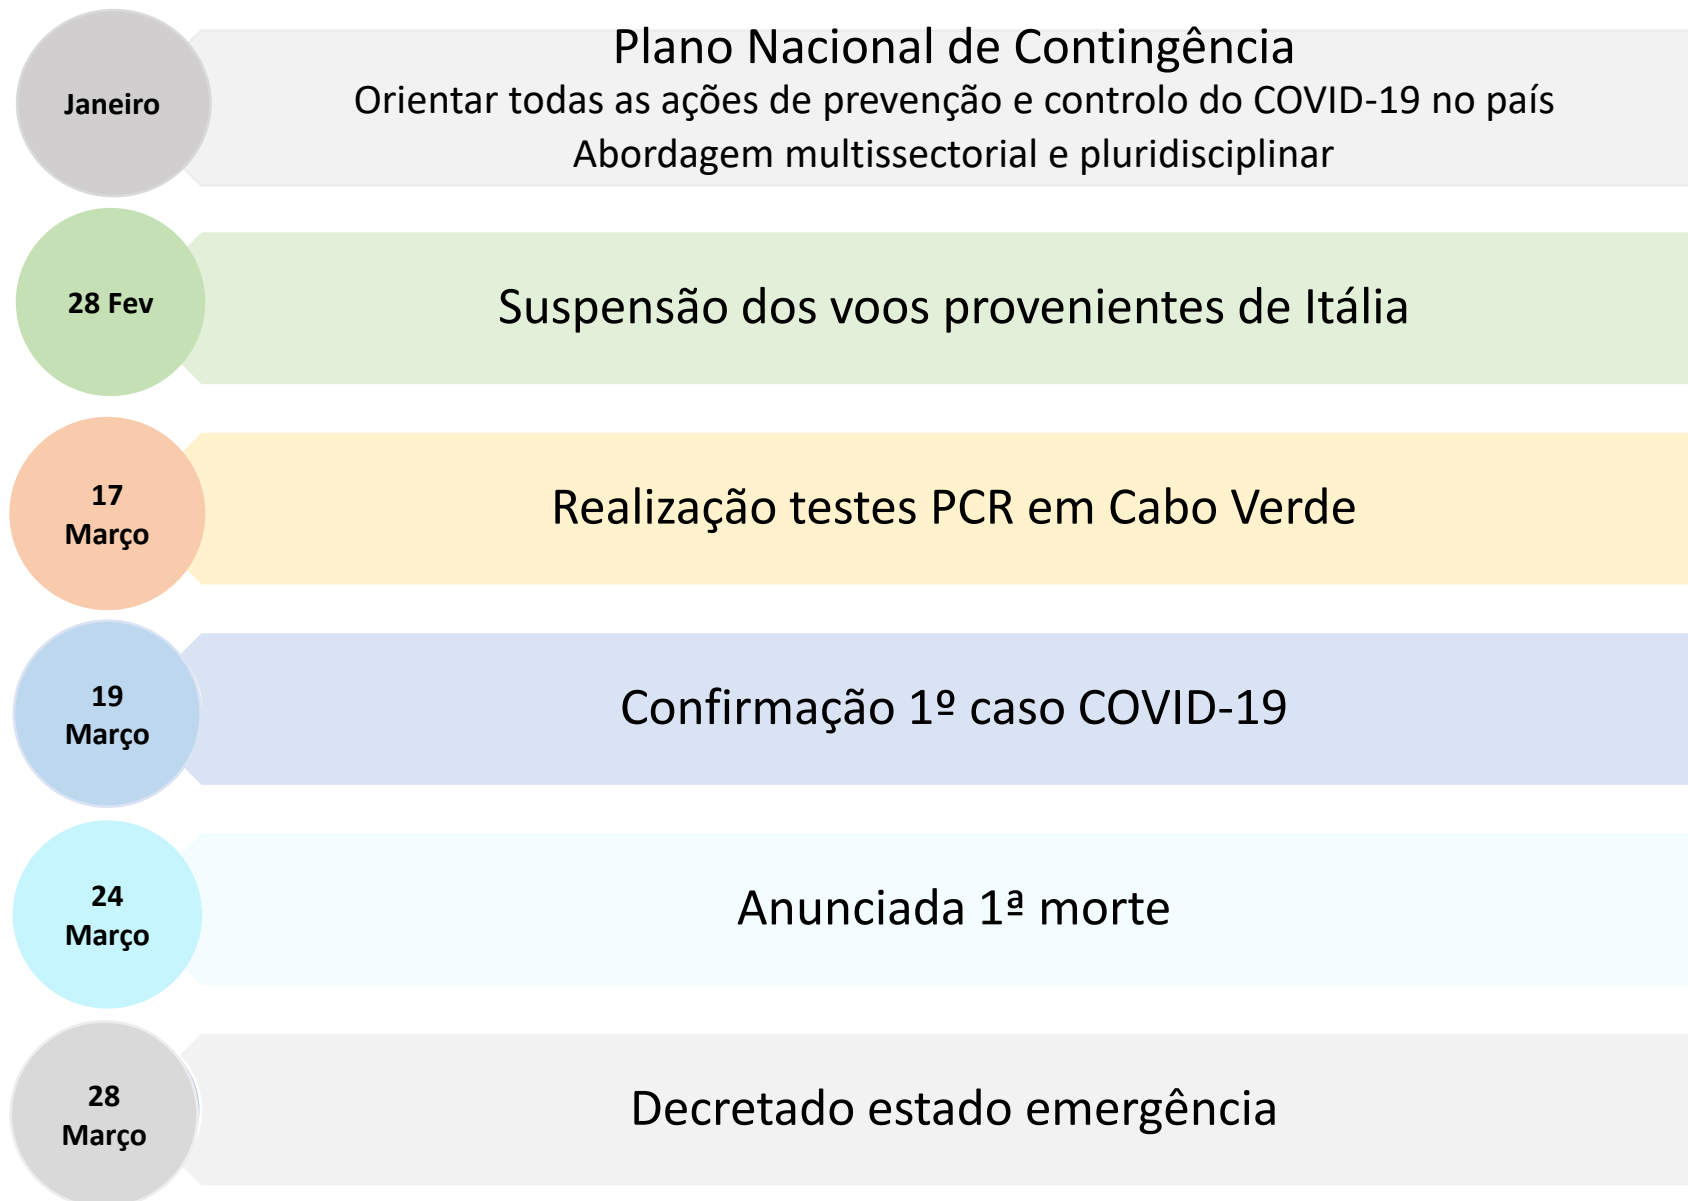 Janeiro
Plano Nacional de Contingência
Orientar todas as ações de prevenção e controlo do COVID-19 no país
Abordagem multissectorial e pluridisciplinar
28 Fev
Suspensão dos voos provenientes de Itália
17
Março
Realização testes PCR em Cabo Verde
19
Março
Confirmação 1º caso COVID-19
24
Março
Anunciada 1ª morte
28
Março
Decretado estado emergência